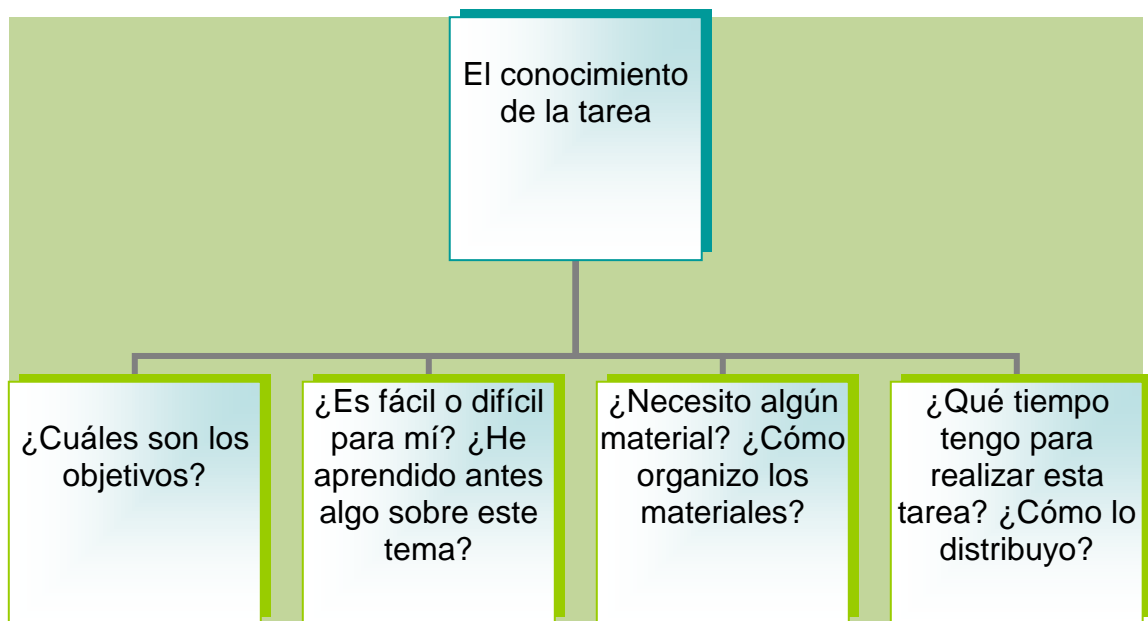 El conocimiento
de la tarea
¿Cuáles son los
objetivos?
¿Es fácil o difícil
para mí? ¿He
aprendido antes
algo sobre este
tema?
¿Necesito algún
material? ¿Cómo
organizo los
materiales?
¿Qué tiempo
tengo para
realizar esta
tarea? ¿Cómo lo
distribuyo?